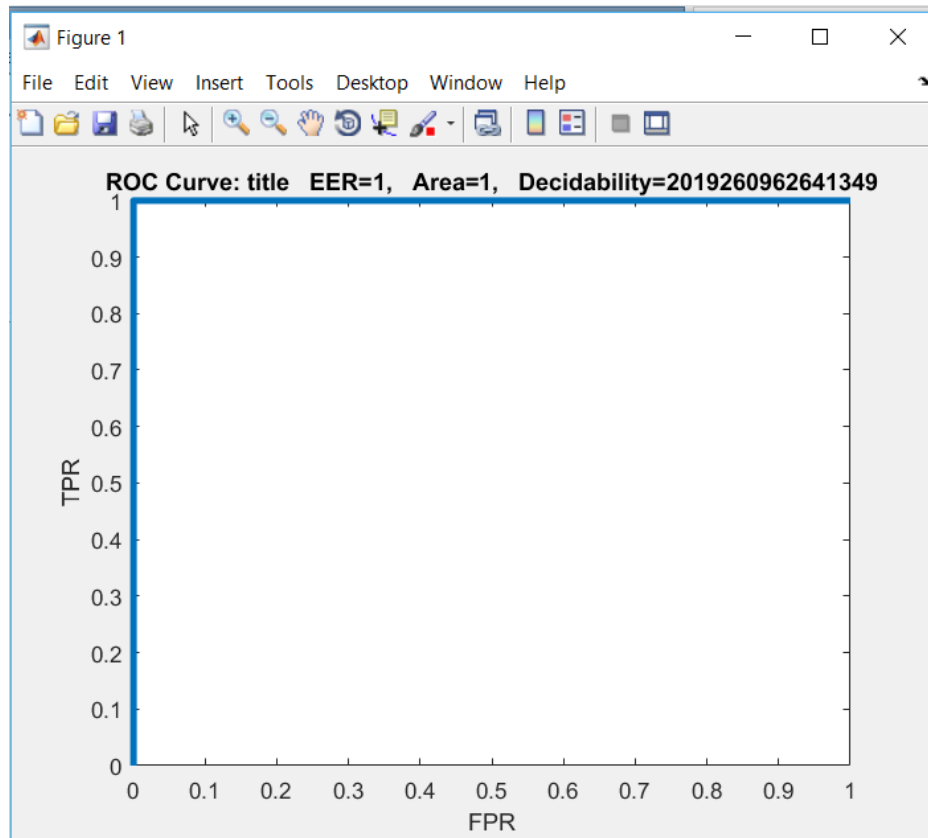 Figure 1
File Edit View Insert Tools Desktop Window Help
ROC Curve: title EER=1, Area=1, Decidability=2019260962641349
1
0.9
0.8
0.7
0.6
TPR
0.5
0.4
0.3
0.2
0.1
0
0 0.1 0.2 0.3 0.4 0.5 0.6 0.7 0.8 0.9 1
FPR